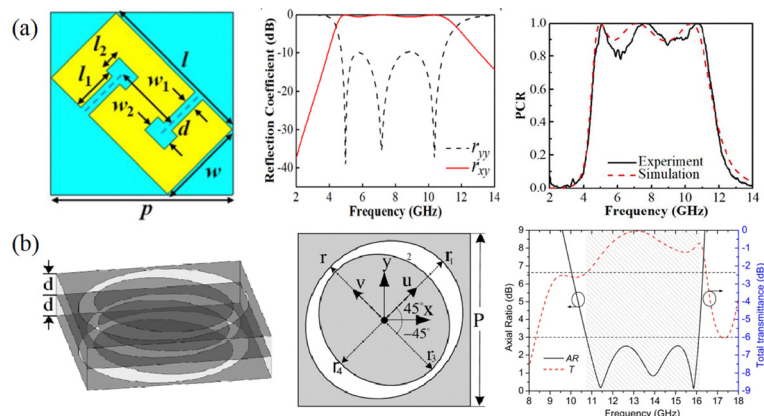 (a)
l
l₂
l₁
w₁
w₂
d
w
p
Reflection Coefficient (dB)
0
-10
-20
-30
-40
r_yy
r_xy
2 4 6 8 10 12 14
Frequency (GHz)
PCR
1.0
0.8
0.6
0.4
0.2
0.0
Experiment
Simulation
2 4 6 8 10 12 14
Frequency (GHz)
(b)
d
d
r
y
2
r₁
v
u
45°
x
-45°
r₄
r₃
P
Axial Ratio (dB)
9
8
7
6
5
4
3
2
1
0
AR
T
Total transmittance (dB)
0
-1
-2
-3
-4
-5
-6
-7
-8
-9
8 9 10 11 12 13 14 15 16 17 18
Frequency (GHz)